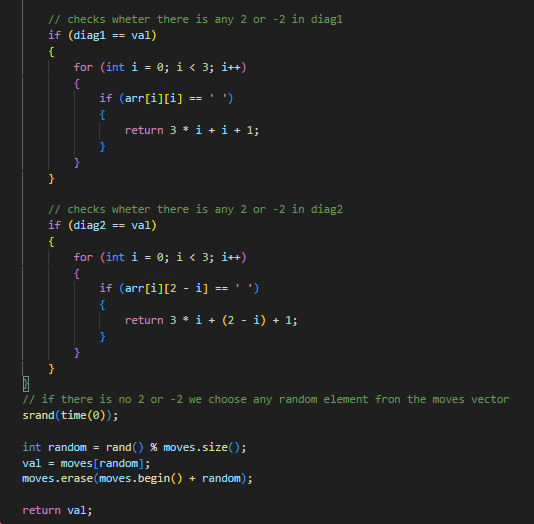 // checks wheter there is any 2 or -2 in diag1
if (diag1 == val)
{
for (int i = 0; i < 3; i++)
{
if (arr[i][i] == ' ')
{
return 3 * i + i + 1;
}
}
}
// checks wheter there is any 2 or -2 in diag2
if (diag2 == val)
{
for (int i = 0; i < 3; i++)
{
if (arr[i][2 - i] == ' ')
{
return 3 * i + (2 - i) + 1;
}
}
}
}
// if there is no 2 or -2 we choose any random element fron the moves vector
srand(time(0));
int random = rand() % moves.size();
val = moves[random];
moves.erase(moves.begin() + random);
return val;